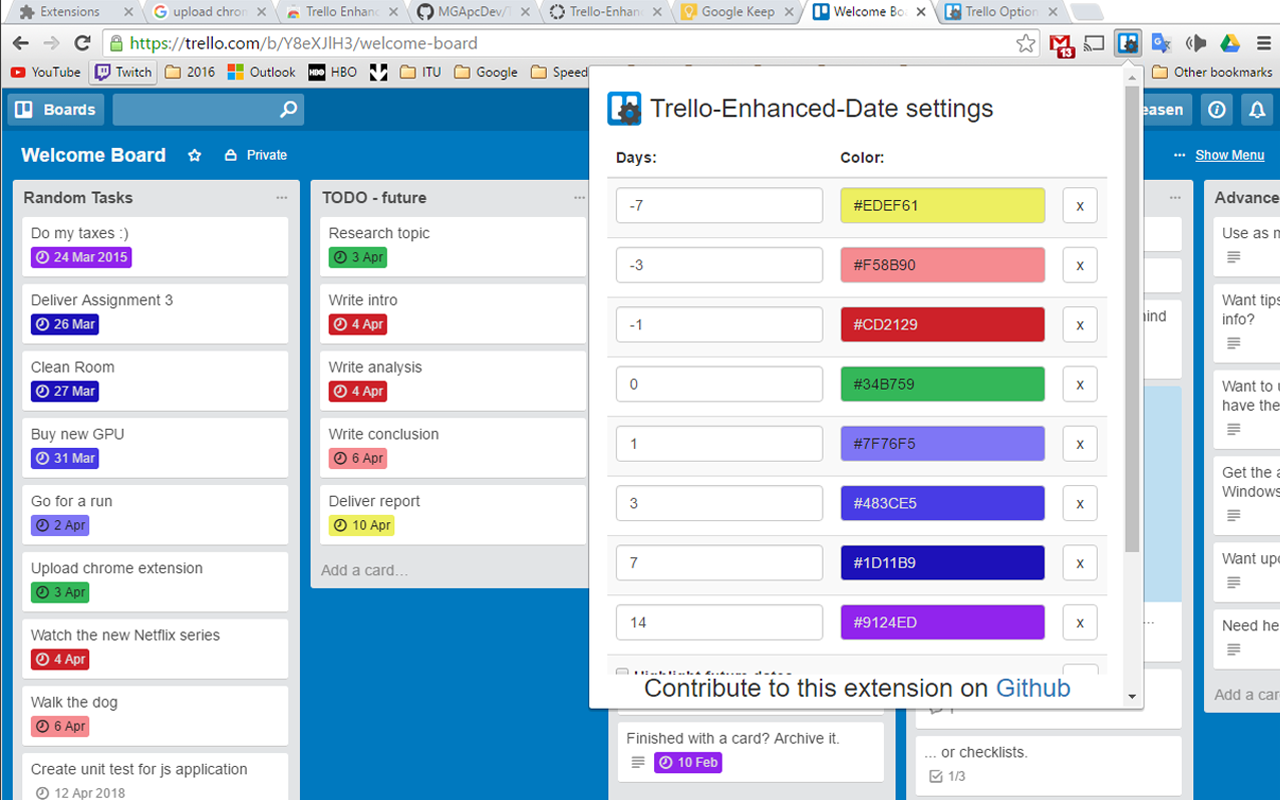 Extensions
upload chron
Trello Enhanc
MGApcDev/T
Trello-Enhan
Google Keep
Welcome Bo
Trello Option
https://trello.com/b/Y8eXJlH3/welcome-board
13
YouTube
Twitch
2016
Outlook
HBO
HBO
ITU
Google
Speed
Other bookmarks
Boards
easen
Welcome Board
Private
... Show Menu
Random Tasks ...
Do my taxes :)
24 Mar 2015
Deliver Assignment 3
26 Mar
Clean Room
27 Mar
Buy new GPU
31 Mar
Go for a run
2 Apr
Upload chrome extension
3 Apr
Watch the new Netflix series
4 Apr
Walk the dog
6 Apr
Create unit test for js application
12 Apr 2018
TODO - future ...
Research topic
3 Apr
Write intro
4 Apr
Write analysis
4 Apr
Write conclusion
6 Apr
Deliver report
10 Apr
Add a card...
Trello-Enhanced-Date settings
Days: Color:
-7 #EDEF61 x
-3 #F58B90 x
-1 #CD2129 x
0 #34B759 x
1 #7F76F5 x
3 #483CE5 x
7 #1D11B9 x
14 #9124ED x
Highlight future dates
Contribute to this extension on Github
Finished with a card? Archive it.
10 Feb
...
ind
...
1
... or checklists.
1/3
Advance
Use as m
Want tips
info?
Want to u
have the
Get the a
Windows
Want upd
Need he
Add a car